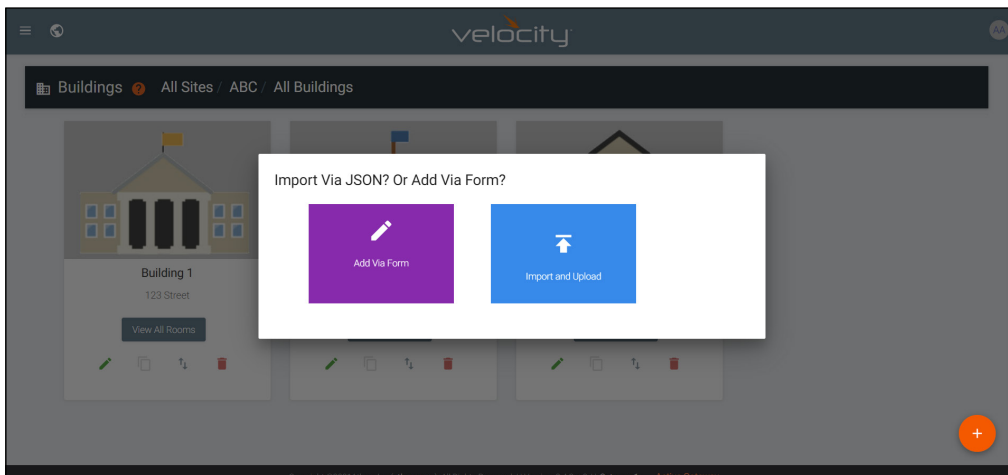 velocity
AA
Buildings ? All Sites / ABC / All Buildings
Import Via JSON? Or Add Via Form?
Add Via Form
Import and Upload
Building 1
123 Street
View All Rooms
+